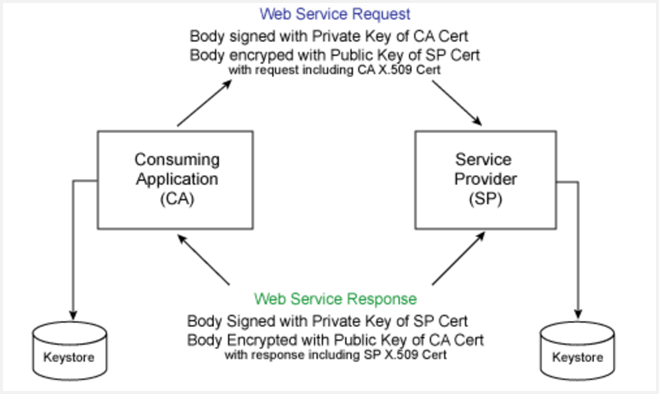 Web Service Request
Body signed with Private Key of CA Cert
Body encryped with Public Key of SP Cert
with request including CA X.509 Cert
Consuming
Application
(CA)
Service
Provider
(SP)
Web Service Response
Body Signed with Private Key of SP Cert
Body Encrypted with Public Key of CA Cert
with response including SP X.509 Cert
Keystore
Keystore